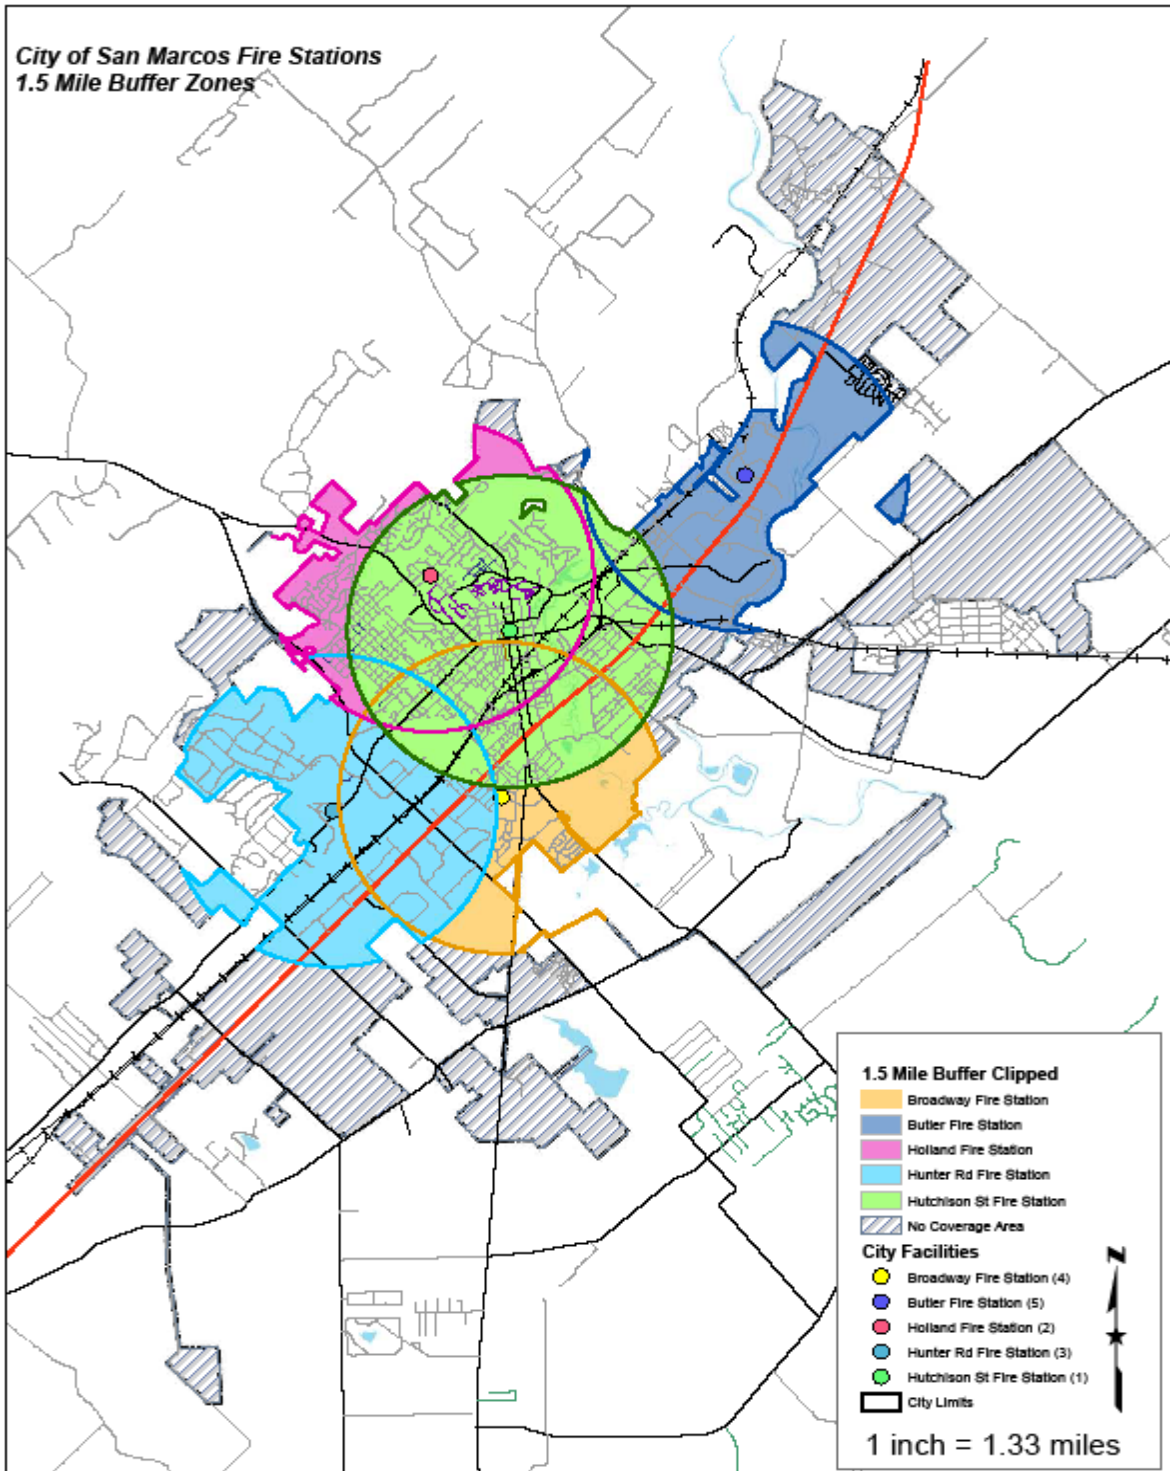 City of San Marcos Fire Stations
1.5 Mile Buffer Zones
1.5 Mile Buffer Clipped
Broadway Fire Station
Butler Fire Station
Holland Fire Station
Hunter Rd Fire Station
Hutchison St Fire Station
No Coverage Area
City Facilities
Broadway Fire Station (4)
Butler Fire Station (5)
Holland Fire Station (2)
Hunter Rd Fire Station (3)
Hutchison St Fire Station (1)
City Limits
N
1 inch = 1.33 miles